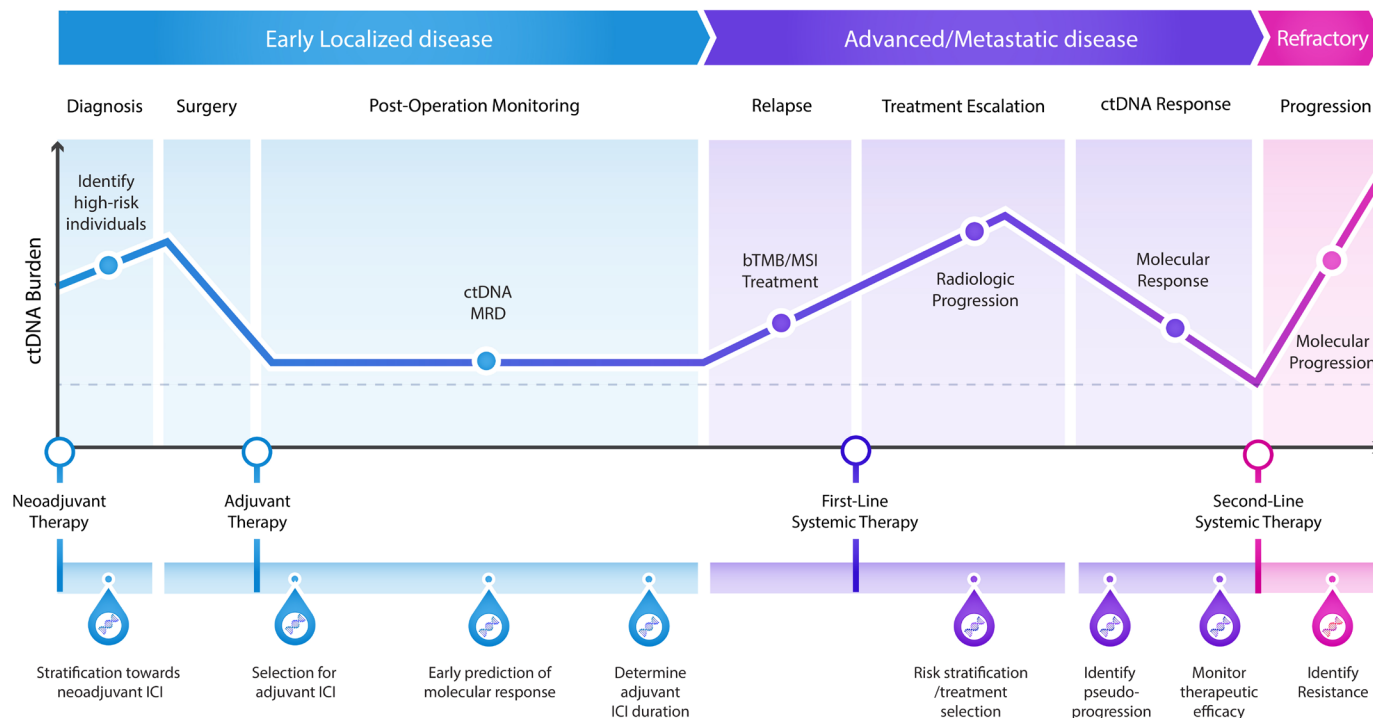 Early Localized disease
Advanced/Metastatic disease
Refractory
Diagnosis
Surgery
Post-Operation Monitoring
Relapse
Treatment Escalation
ctDNA Response
Progression
ctDNA Burden
Identify
high-risk
individuals
ctDNA
MRD
bTMB/MSI
Treatment
Radiologic
Progression
Molecular
Response
Molecular
Progression
Neoadjuvant
Therapy
Adjuvant
Therapy
First-Line
Systemic Therapy
Second-Line
Systemic Therapy
Stratification towards
neoadjuvant ICI
Selection for
adjuvant ICI
Early prediction of
molecular response
Determine
adjuvant
ICI duration
Risk stratification
/treatment
selection
Identify
pseudo-
progression
Monitor
therapeutic
efficacy
Identify
Resistance